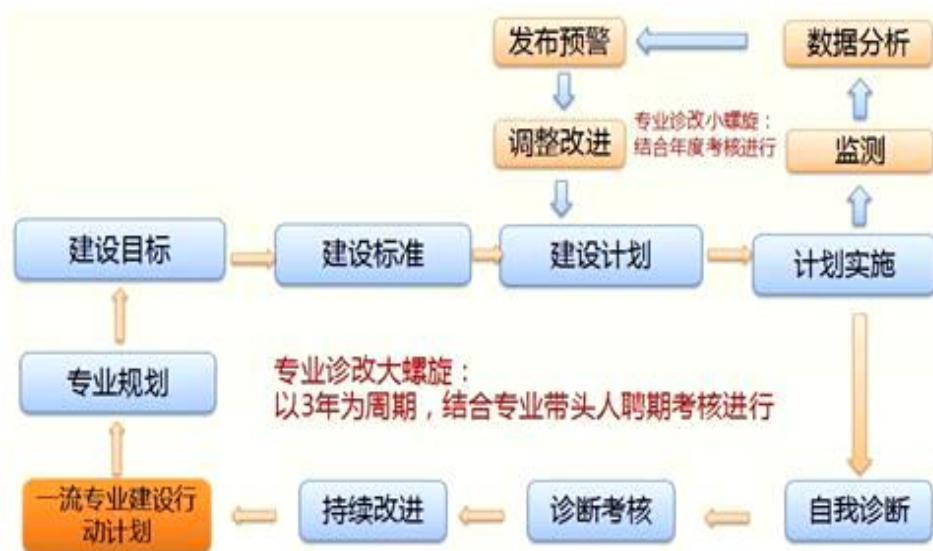 发布预警
数据分析
调整改进
专业诊改小螺旋：
结合年度考核进行
监测
建设目标
建设标准
建设计划
计划实施
专业规划
专业诊改大螺旋：
以3年为周期，结合专业带头人聘期考核进行
一流专业建设行
动计划
持续改进
诊断考核
自我诊断